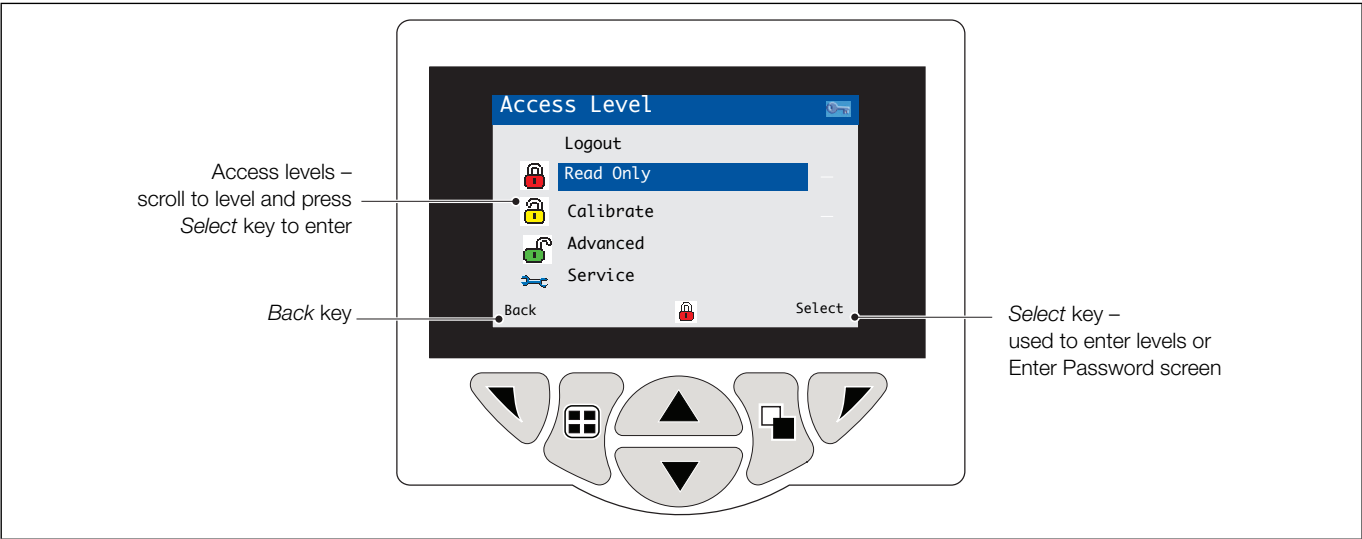 Access Level
Logout
Read Only
Calibrate
Advanced
Service
Back
Select
Access levels –
scroll to level and press
Select key to enter
Back key
Select key –
used to enter levels or
Enter Password screen